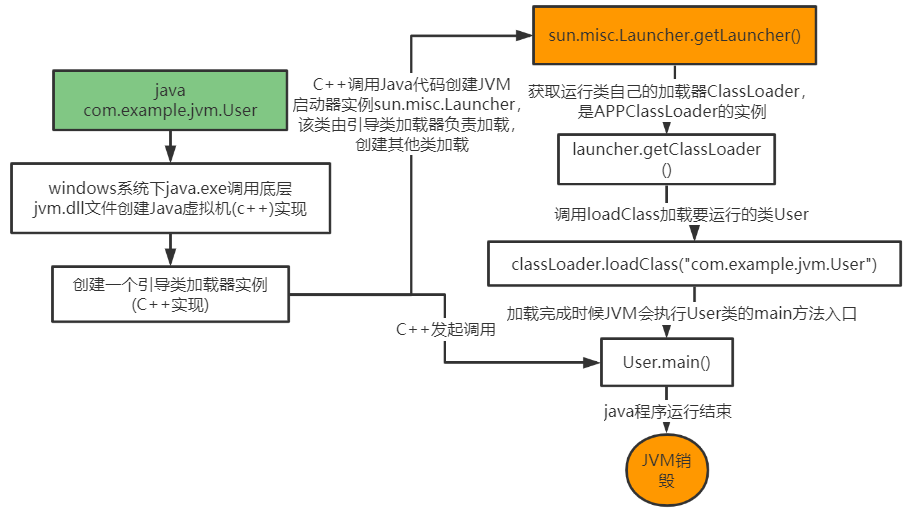 java
com.example.jvm.User
windows系统下java.exe调用底层
jvm.dll文件创建Java虚拟机(c++)实现
创建一个引导类加载器实例
(C++实现)
C++调用Java代码创建JVM
启动器实例sun.misc.Launcher，
该类由引导类加载器负责加载，
创建其他类加载
C++发起调用
sun.misc.Launcher.getLauncher()
获取运行类自己的加载器ClassLoader，
是APPClassLoader的实例
launcher.getClassLoader
()
调用loadClass加载要运行的类User
classLoader.loadClass("com.example.jvm.User")
加载完成时候JVM会执行User类的main方法入口
User.main()
java程序运行结束
JVM销
毁